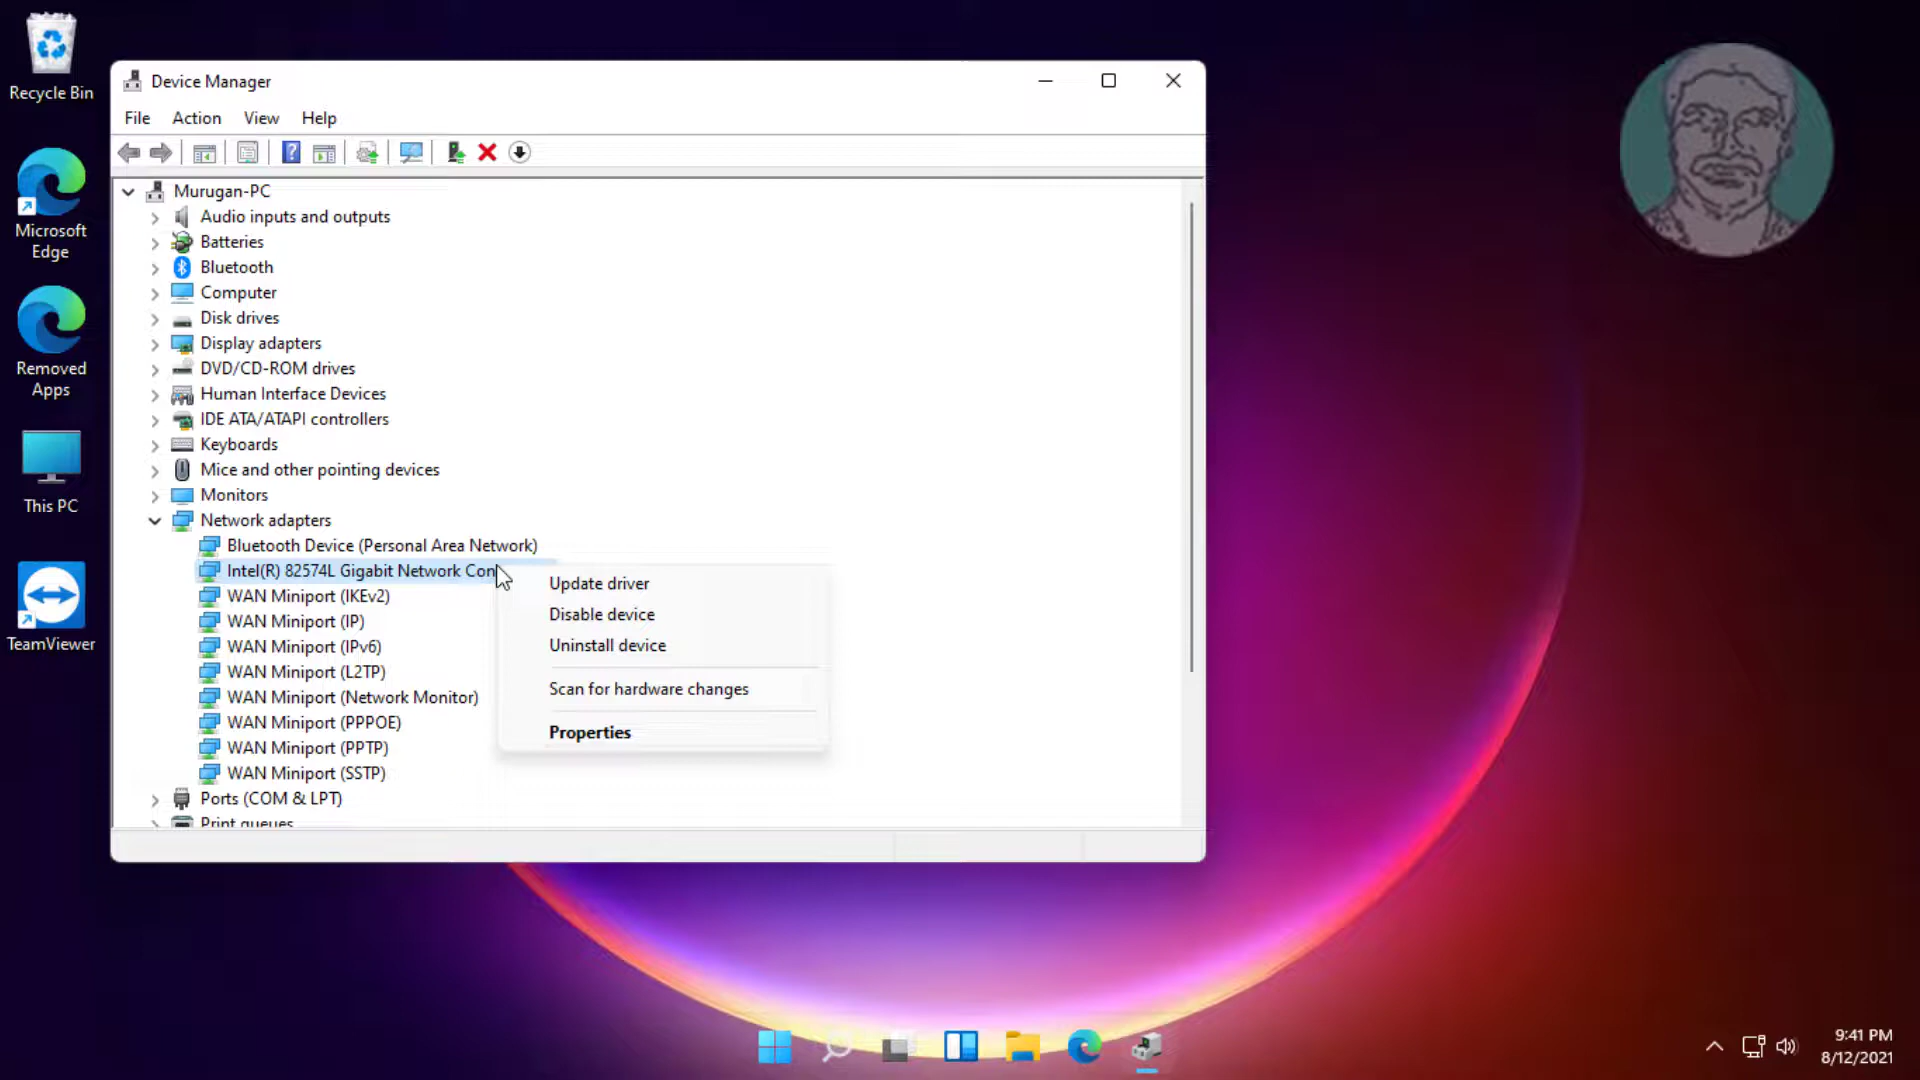 Recycle Bin
Microsoft
Edge
Removed
Apps
This PC
TeamViewer
Device Manager
File Action View Help
Murugan-PC
Audio inputs and outputs
Batteries
Bluetooth
Computer
Disk drives
Display adapters
DVD/CD-ROM drives
Human Interface Devices
IDE ATA/ATAPI controllers
Keyboards
Mice and other pointing devices
Monitors
Network adapters
Bluetooth Device (Personal Area Network)
Intel(R) 82574L Gigabit Network Con
WAN Miniport (IKEv2)
WAN Miniport (IP)
WAN Miniport (IPv6)
WAN Miniport (L2TP)
WAN Miniport (Network Monitor)
WAN Miniport (PPPOE)
WAN Miniport (PPTP)
WAN Miniport (SSTP)
Ports (COM & LPT)
Print queues
Update driver
Disable device
Uninstall device
Scan for hardware changes
Properties
9:41 PM
8/12/2021